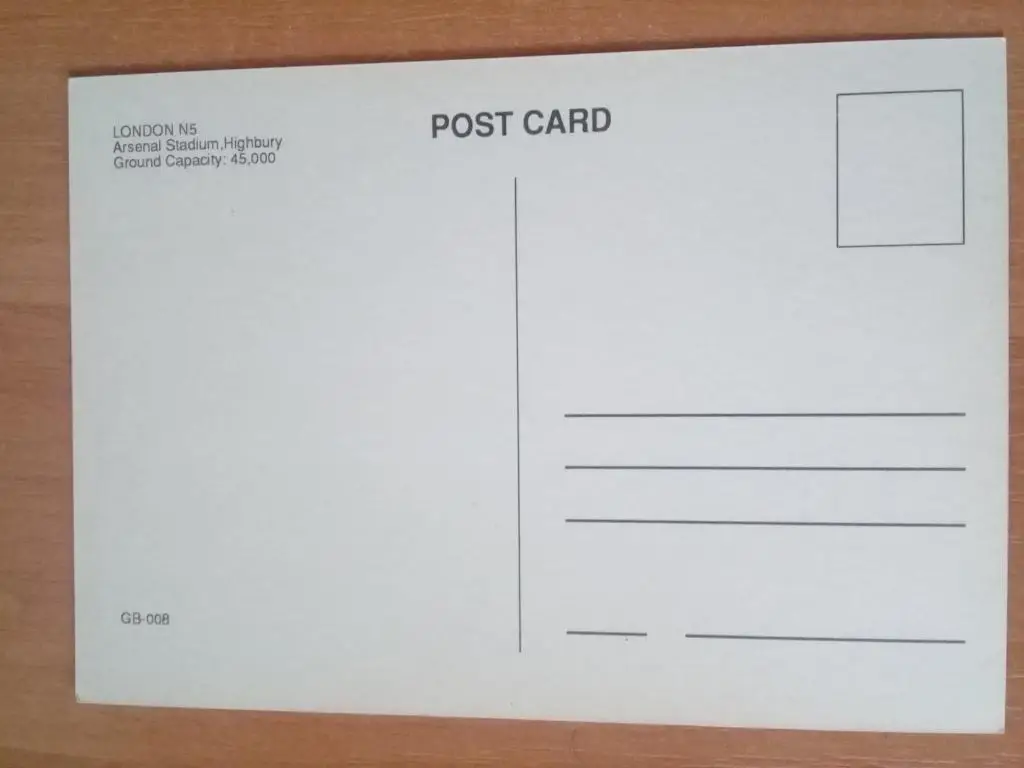 POST CARD
LONDON N5
Arsenal Stadium,Highbury
Ground Capacity: 45,000
GB-008